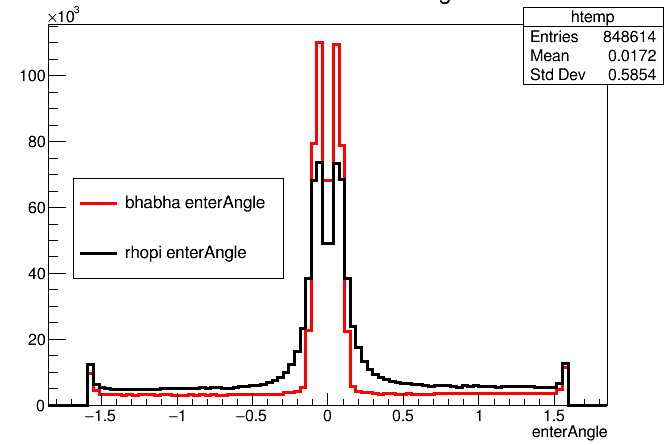 ×10³
htemp
Entries 848614
Mean 0.0172
Std Dev 0.5854
100
80
bhabha enterAngle
60
rhopi enterAngle
40
20
0
−1.5 −1 −0.5 0 0.5 1 1.5
enterAngle